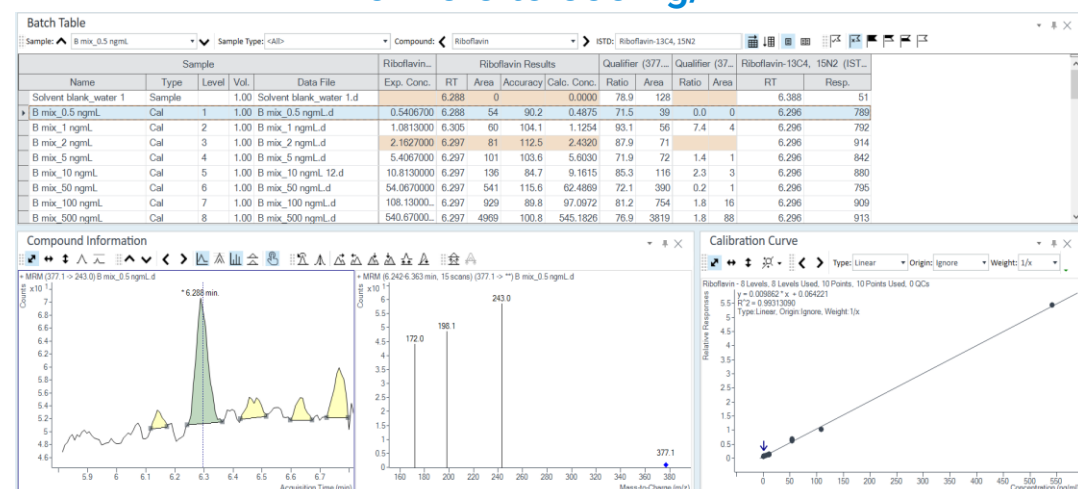 Batch Table
Sample: B mix_0.5 ngmL Sample Type: <All> Compound: Riboflavin ISTD: Riboflavin-13C4, 15N2
Sample Riboflavin... Riboflavin Results Qualifier (377.... Qualifier (37... Riboflavin-13C4, 15N2 (IST...
Name Type Level Vol. Data File Exp. Conc. RT Area Accuracy Calc. Conc. Ratio Area Ratio Area RT Resp.
Solvent blank_water 1 Sample 1.00 Solvent blank_water 1.d 6.288 0 0.0000 78.9 128 6.388 51
B mix_0.5 ngmL Cal 1 1.00 B mix_0.5 ngmL.d 0.5406700 6.288 54 90.2 0.4875 71.5 39 0.0 0 6.296 789
B mix_1 ngmL Cal 2 1.00 B mix_1 ngmL.d 1.0813000 6.305 60 104.1 1.1254 93.1 56 7.4 4 6.296 792
B mix_2 ngmL Cal 3 1.00 B mix_2 ngmL.d 2.1627000 6.297 81 112.5 2.4320 87.9 71 6.296 914
B mix_5 ngmL Cal 4 1.00 B mix_5 ngmL.d 5.4067000 6.297 101 103.6 5.6030 71.9 72 1.4 1 6.296 842
B mix_10 ngmL Cal 5 1.00 B mix_10 ngmL 12.d 10.8130000 6.297 136 84.7 9.1615 85.3 116 2.3 3 6.296 880
B mix_50 ngmL Cal 6 1.00 B mix_50 ngmL.d 54.0670000 6.297 541 115.6 62.4869 72.1 390 0.2 1 6.296 795
B mix_100 ngmL Cal 7 1.00 B mix_100 ngmL.d 108.13000... 6.297 929 89.8 97.0972 81.2 754 1.8 16 6.296 909
B mix_500 ngmL Cal 8 1.00 B mix_500 ngmL.d 540.67000... 6.297 4969 100.8 545.1826 76.9 3819 1.8 88 6.296 913
Compound Information
+ MRM (377.1 -> 243.0) B mix_0.5 ngmL.d
Counts
x10 1
* 6.288 min.
7-
6.8-
6.6-
6.4-
6.2-
6-
5.8-
5.6-
5.4-
5.2-
5-
4.8-
4.6-
5.9 6 6.1 6.2 6.3 6.4 6.5 6.6 6.7
Acquisition Time (min)
+ MRM (6.242-6.363 min, 15 scans) (377.1 -> **) B mix_0.5 ngmL.d
Counts
x10 1
243.0
198.1
172.0
377.1
6-
5.5-
5-
4.5-
4-
3.5-
3-
2.5-
2-
1.5-
1-
0.5-
0
160 180 200 220 240 260 280 300 320 340 360 380
Mass-to-Charge (m/z)
Calibration Curve
Type: Linear Origin: Ignore Weight: 1/x
Riboflavin - 8 Levels, 8 Levels Used, 10 Points, 10 Points Used, 0 QCs
Relative Responses
y = 0.009862 * x + 0.064221
R^2 = 0.99313090
Type:Linear, Origin:Ignore, Weight:1/x
5.5-
5-
4.5-
4-
3.5-
3-
2.5-
2-
1.5-
1-
0.5-
0-
0 50 100 150 200 250 300 350 400 450 500 550
Concentration (ng/ml)